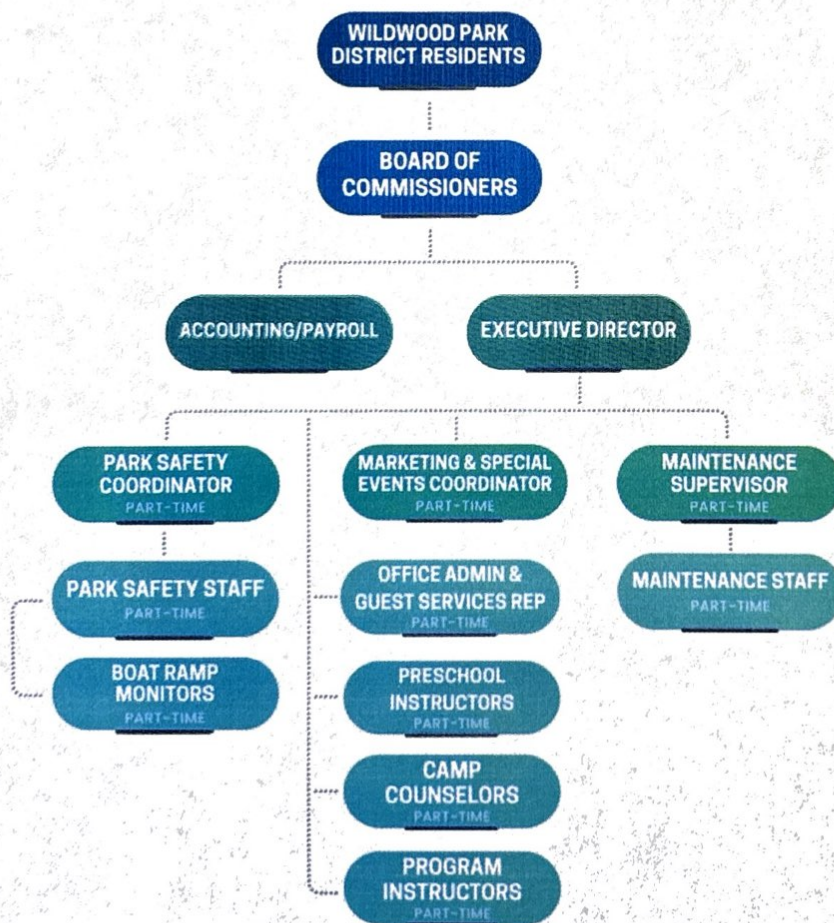 WILDWOOD PARK
DISTRICT RESIDENTS
BOARD OF
COMMISSIONERS
ACCOUNTING/PAYROLL
EXECUTIVE DIRECTOR
PARK SAFETY
COORDINATOR
PART-TIME
MARKETING & SPECIAL
EVENTS COORDINATOR
PART-TIME
MAINTENANCE
SUPERVISOR
PART-TIME
PARK SAFETY STAFF
PART-TIME
OFFICE ADMIN &
GUEST SERVICES REP
PART-TIME
MAINTENANCE STAFF
PART-TIME
BOAT RAMP
MONITORS
PART-TIME
PRESCHOOL
INSTRUCTORS
PART-TIME
CAMP
COUNSELORS
PART-TIME
PROGRAM
INSTRUCTORS
PART-TIME